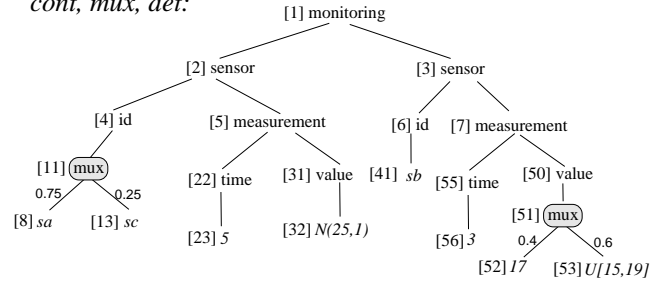 cont, mux, det:
[1] monitoring
[2] sensor
[3] sensor
[4] id
[5] measurement
[6] id
[7] measurement
[11] mux
[22] time
[31] value
[41] sb
[55] time
[50] value
0.75
0.25
[8] sa
[13] sc
[23] 5
[32] N(25,1)
[56] 3
[51] mux
0.4
0.6
[52] 17
[53] U[15,19]